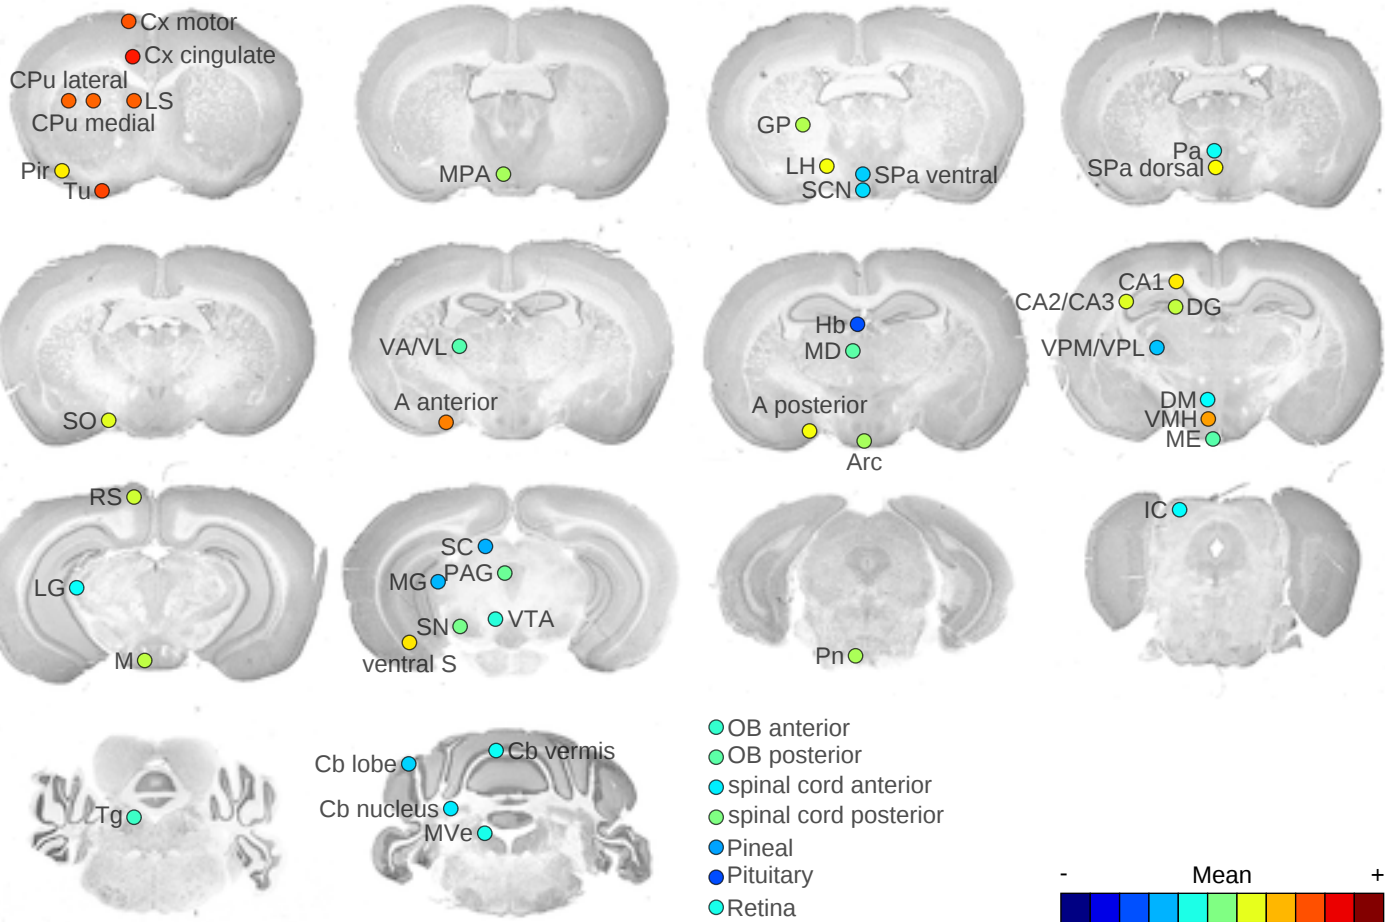 Cx motor
Cx cingulate
CPu lateral
LS
CPu medial
Pir
Tu
MPA
GP
LH
SPa ventral
SCN
Pa
SPa dorsal
SO
VA/VL
A anterior
Hb
MD
A posterior
Arc
CA1
CA2/CA3
DG
VPM/VPL
DM
VMH
ME
RS
LG
M
SC
MG
PAG
SN
VTA
ventral S
Pn
IC
Tg
Cb lobe
Cb vermis
Cb nucleus
MVe
OB anterior
OB posterior
spinal cord anterior
spinal cord posterior
Pineal
Pituitary
Retina
- Mean +